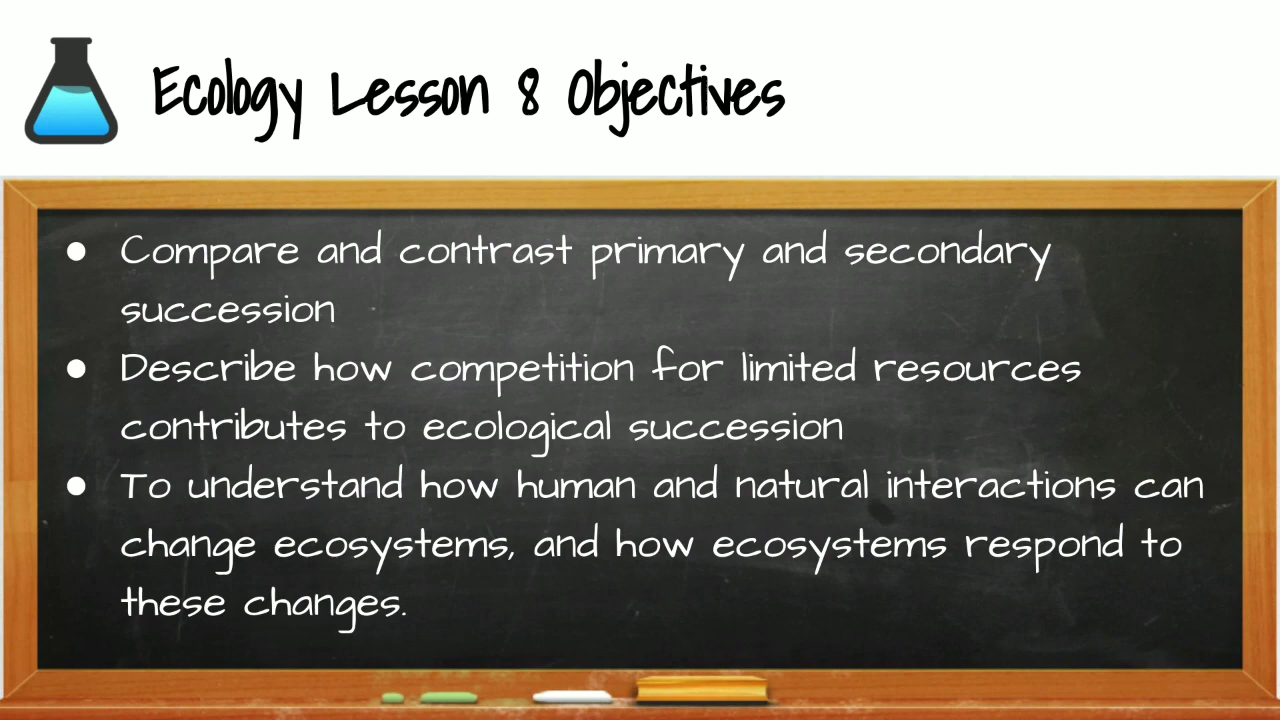 Ecology Lesson 8 Objectives
● Compare and contrast primary and secondary
succession
● Describe how competition for limited resources
contributes to ecological succession
● To understand how human and natural interactions can
change ecosystems, and how ecosystems respond to
these changes.